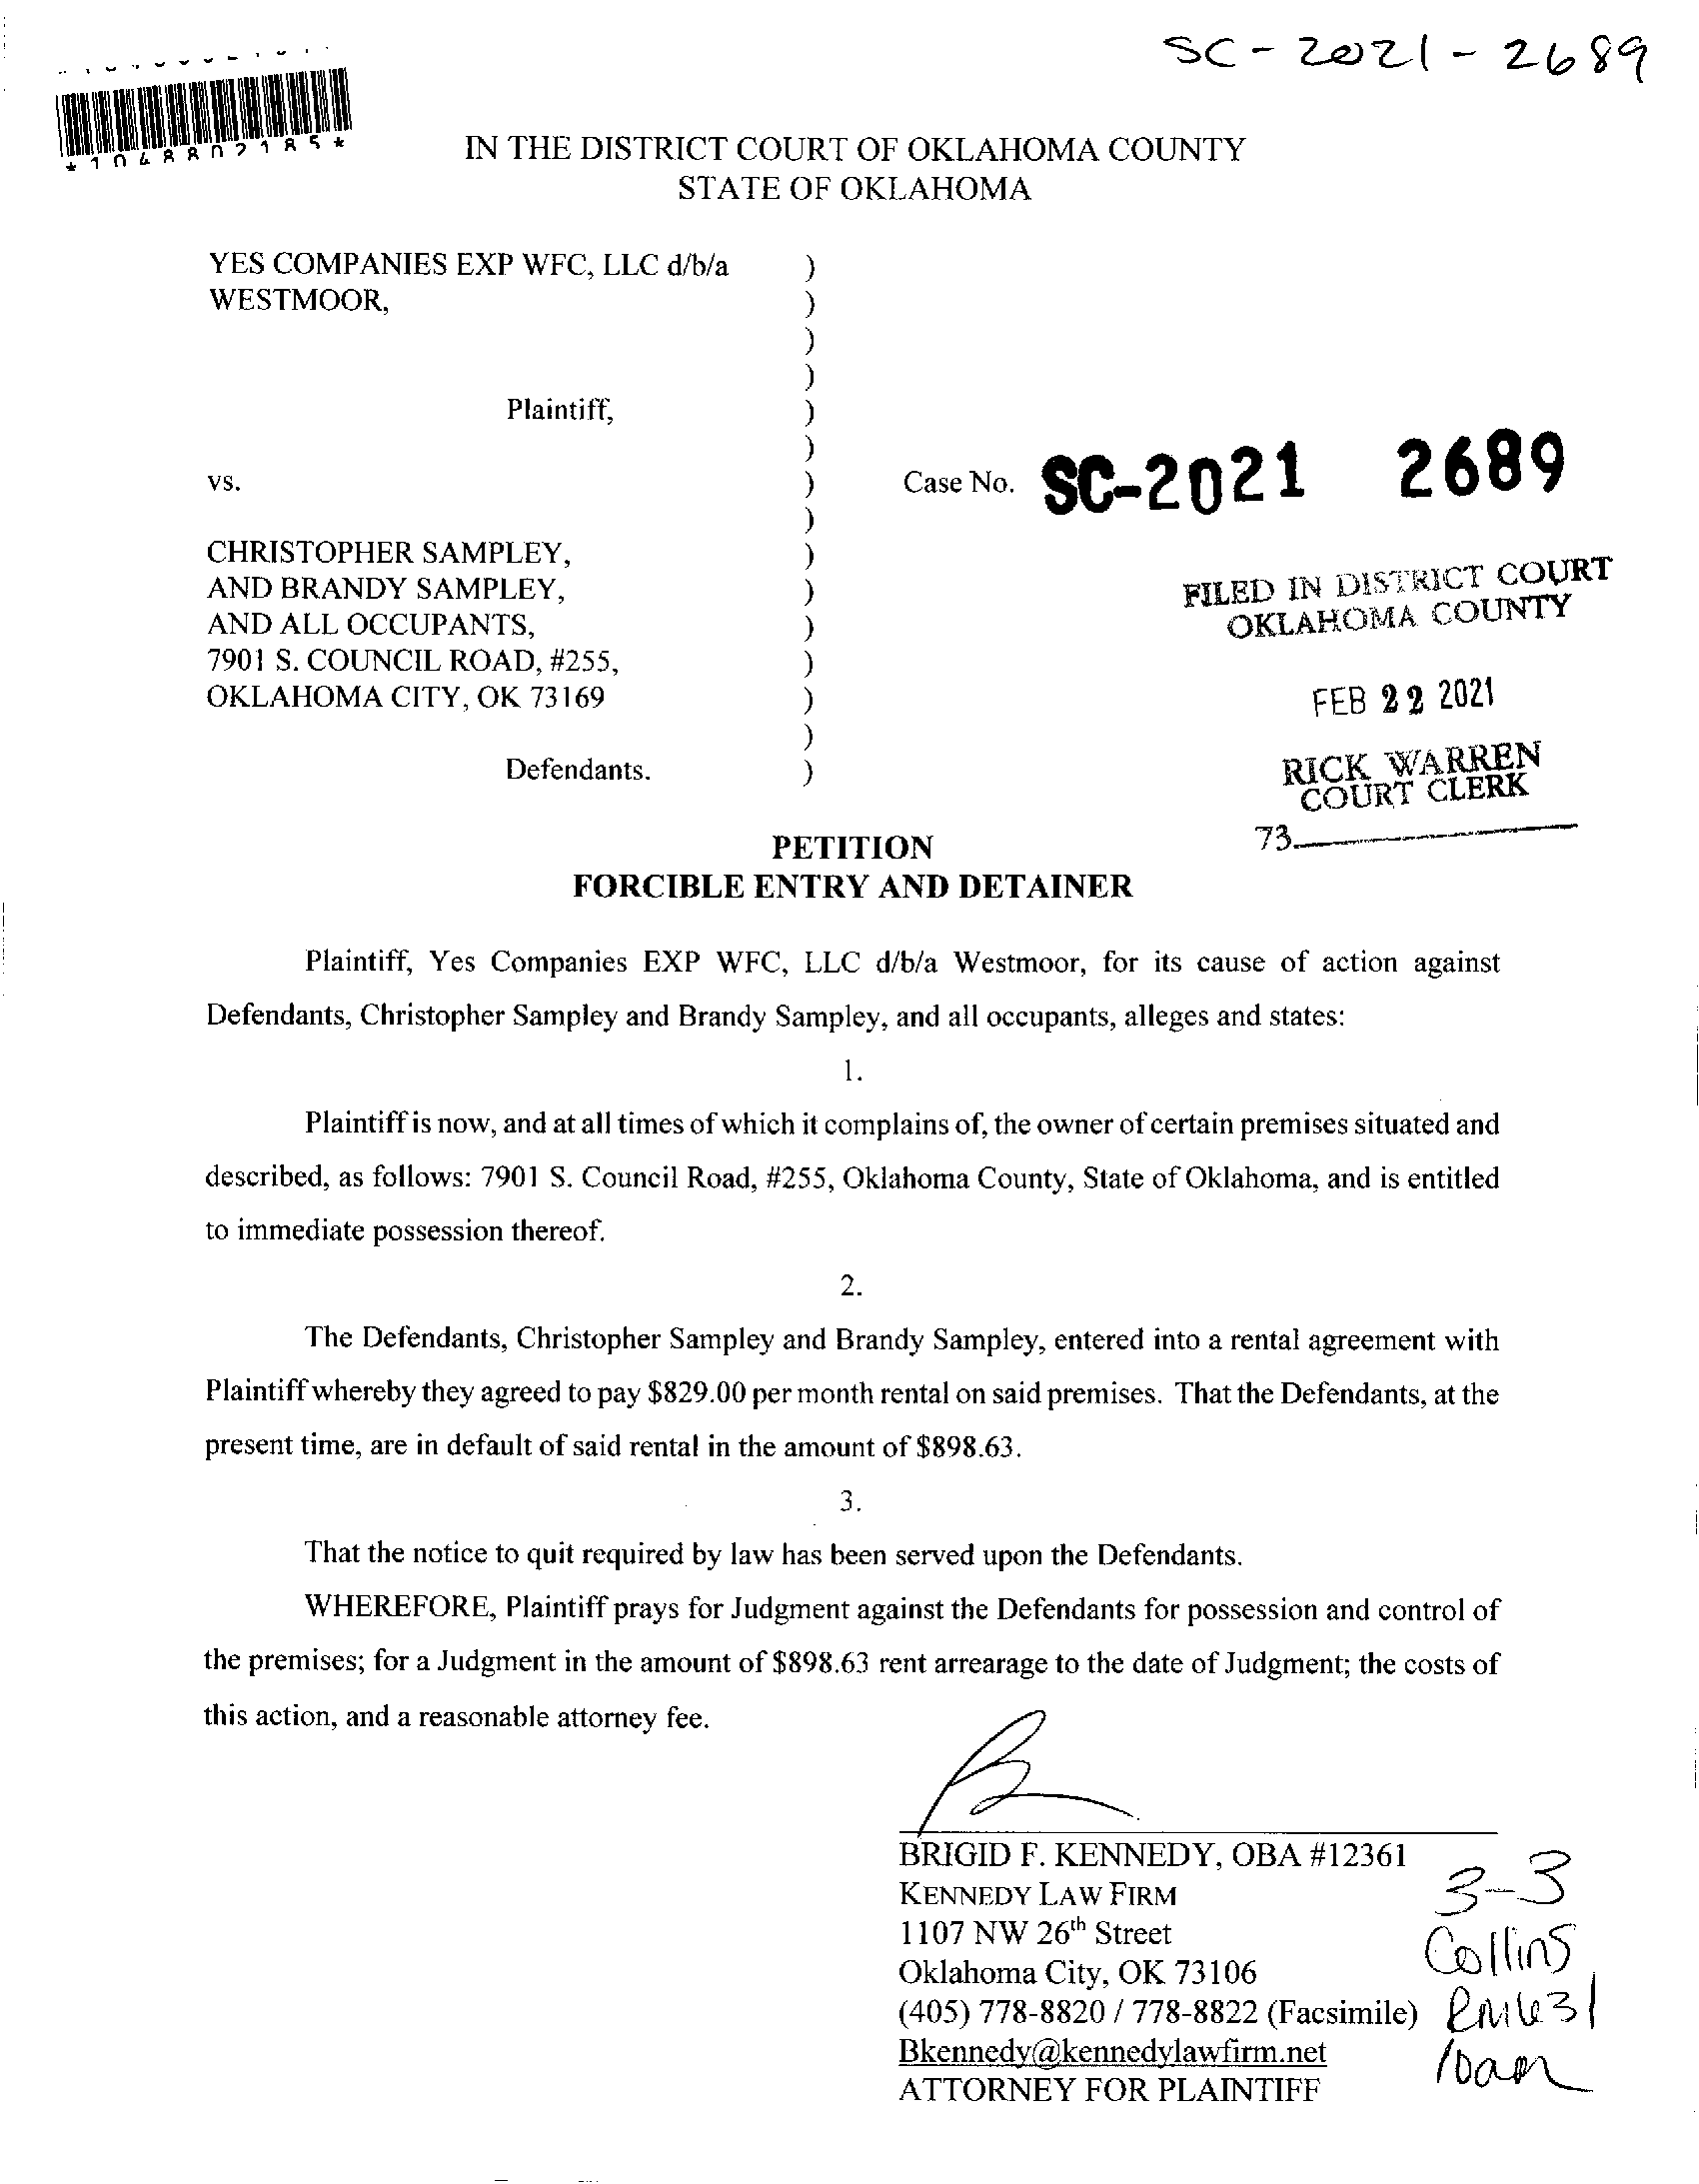 SC-2021-2689
*1048802185*
IN THE DISTRICT COURT OF OKLAHOMA COUNTY
STATE OF OKLAHOMA
YES COMPANIES EXP WFC, LLC d/b/a )
WESTMOOR, )
)
)
Plaintiff, )
)
vs. ) Case No. SC-2021 2689
)
CHRISTOPHER SAMPLEY, )
AND BRANDY SAMPLEY, )
AND ALL OCCUPANTS, )
7901 S. COUNCIL ROAD, #255, )
OKLAHOMA CITY, OK 73169 )
)
Defendants. )
FILED IN DISTRICT COURT
OKLAHOMA COUNTY
FEB 22 2021
RICK WARREN
COURT CLERK
73
PETITION
FORCIBLE ENTRY AND DETAINER
Plaintiff, Yes Companies EXP WFC, LLC d/b/a Westmoor, for its cause of action against
Defendants, Christopher Sampley and Brandy Sampley, and all occupants, alleges and states:
1.
Plaintiff is now, and at all times of which it complains of, the owner of certain premises situated and
described, as follows: 7901 S. Council Road, #255, Oklahoma County, State of Oklahoma, and is entitled
to immediate possession thereof.
2.
The Defendants, Christopher Sampley and Brandy Sampley, entered into a rental agreement with
Plaintiff whereby they agreed to pay $829.00 per month rental on said premises. That the Defendants, at the
present time, are in default of said rental in the amount of $898.63.
3.
That the notice to quit required by law has been served upon the Defendants.
WHEREFORE, Plaintiff prays for Judgment against the Defendants for possession and control of
the premises; for a Judgment in the amount of $898.63 rent arrearage to the date of Judgment; the costs of
this action, and a reasonable attorney fee.
BRIGID F. KENNEDY, OBA #12361
KENNEDY LAW FIRM
1107 NW 26th Street
Oklahoma City, OK 73106
(405) 778-8820 / 778-8822 (Facsimile)
Bkennedy@kennedylawfirm.net
ATTORNEY FOR PLAINTIFF
3-3
Collins
Rm631
10am